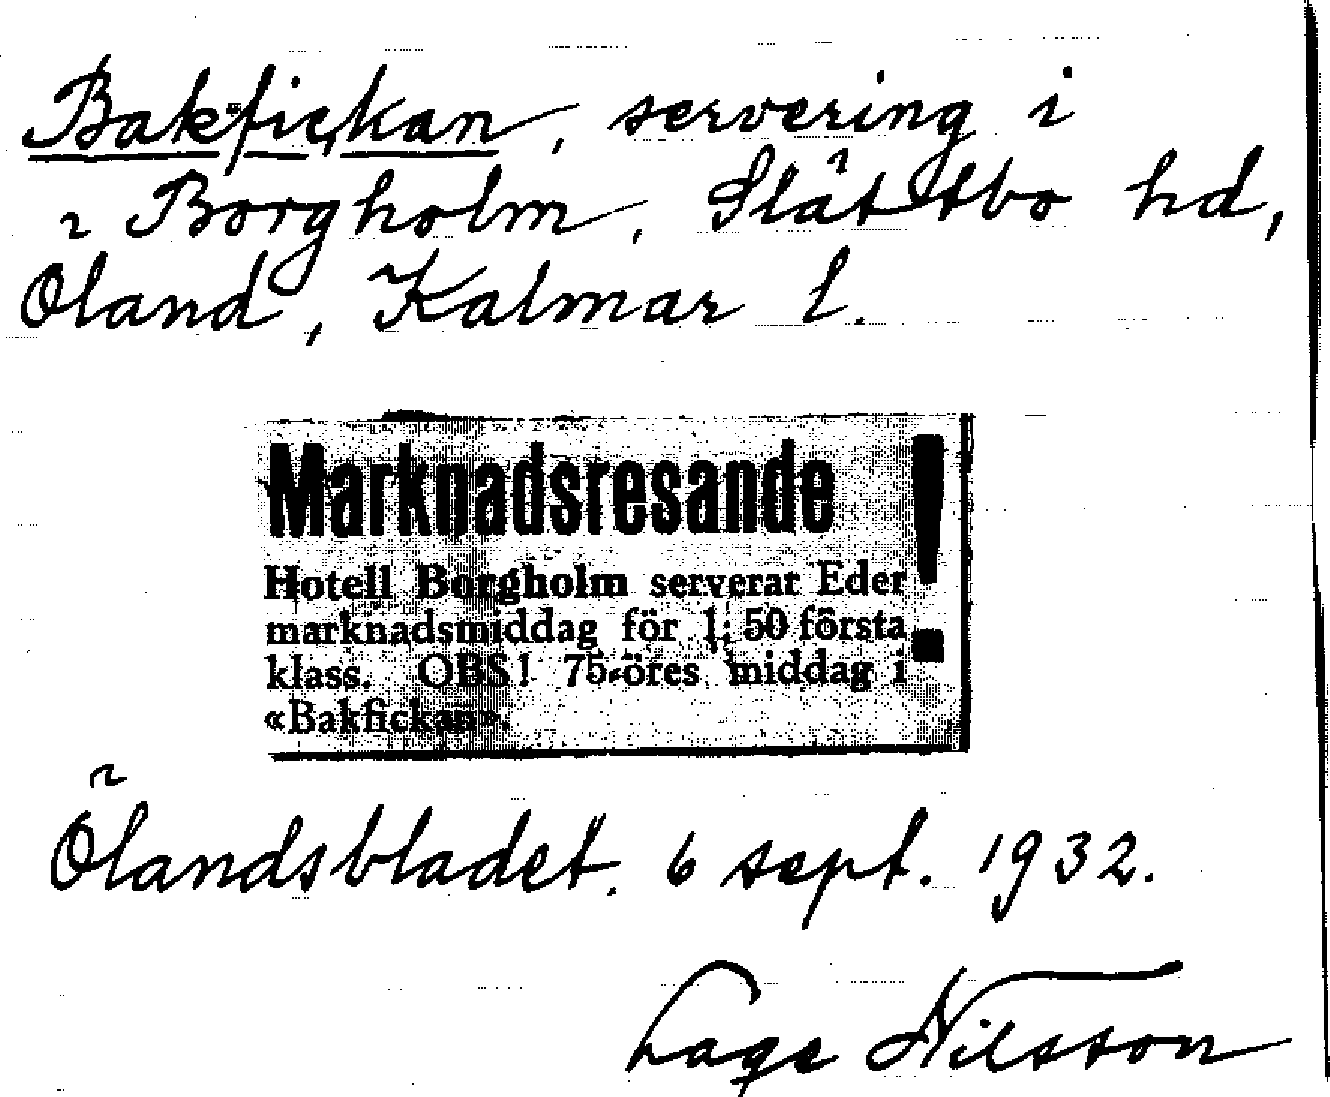 Bakfickan, servering i
Borgholm, Slättbo hd,
Öland, Kalmar l.
Marknadsresande!
Hotell Borgholm serverar Eder
marknadsmiddag för 1: 50 första
klass. OBS! 75-öres middag i
«Bakfickan».
Ölandsbladet. 6 sept. 1932.
Lage Nilsson